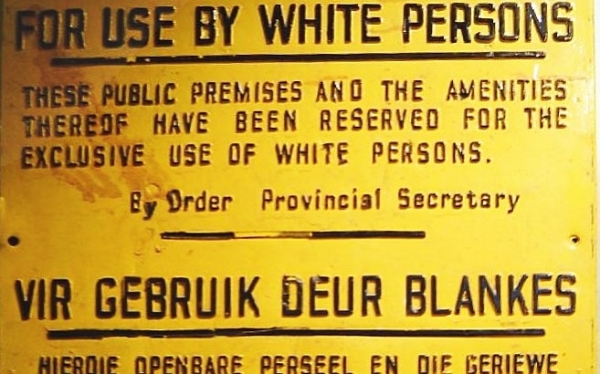 FOR USE BY WHITE PERSONS
THESE PUBLIC PREMISES AND THE AMENITIES
THEREOF HAVE BEEN RESERVED FOR THE
EXCLUSIVE USE OF WHITE PERSONS.
By Order Provincial Secretary
VIR GEBRUIK DEUR BLANKES
HIERDIE OPENBARE PERSEEL EN DIE GERIEWE